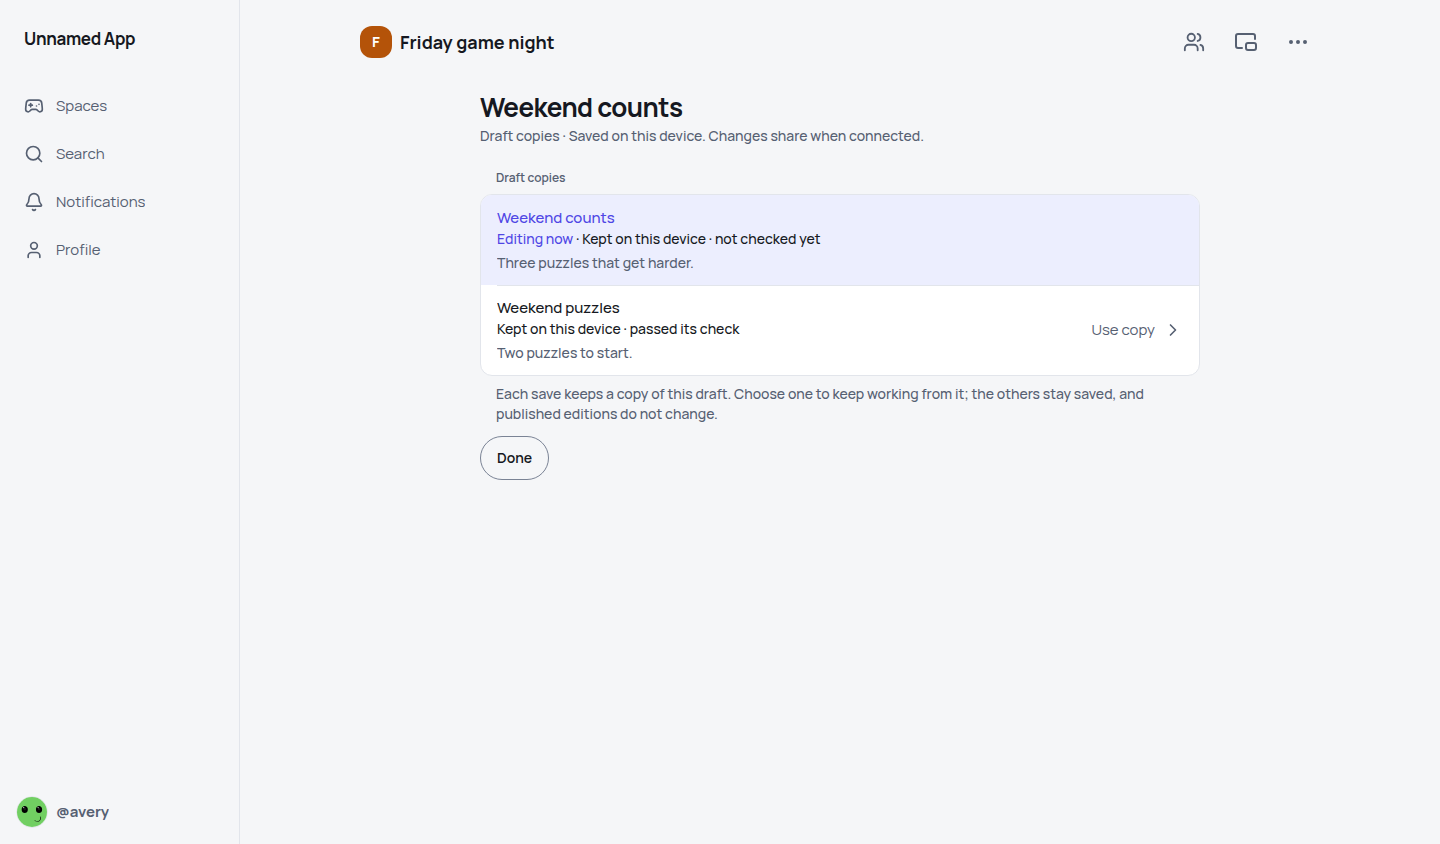 Unnamed App
Spaces
Search
Notifications
Profile
@avery
F
Friday game night
Weekend counts
Draft copies · Saved on this device. Changes share when connected.
Draft copies
Weekend counts
Editing now · Kept on this device · not checked yet
Three puzzles that get harder.
Weekend puzzles
Kept on this device · passed its check
Two puzzles to start.
Use copy
Each save keeps a copy of this draft. Choose one to keep working from it; the others stay saved, and
published editions do not change.
Done